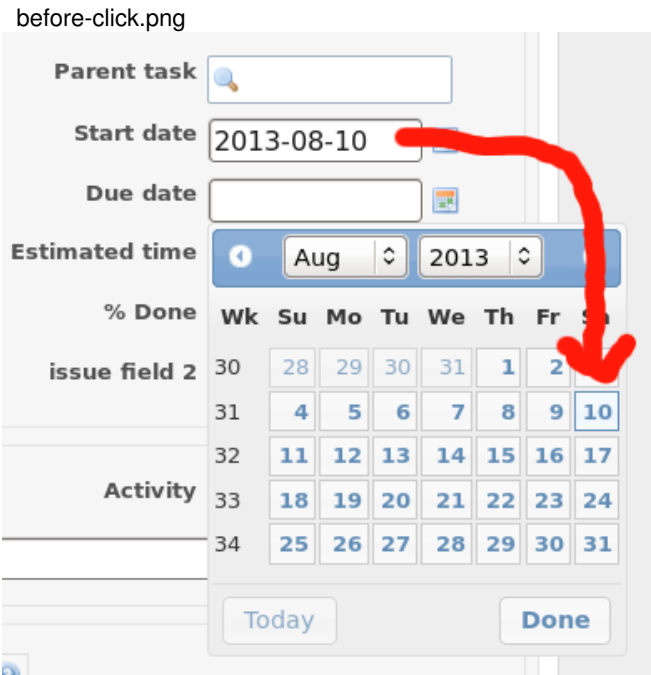 before-click.png
Parent task
Start date 2013-08-10
Due date
Estimated time
Aug 2013
% Done
Wk Su Mo Tu We Th Fr
issue field 2
30 28 29 30 31 1 2
31 4 5 6 7 8 9 10
32 11 12 13 14 15 16 17
Activity
33 18 19 20 21 22 23 24
34 25 26 27 28 29 30 31
Today Done